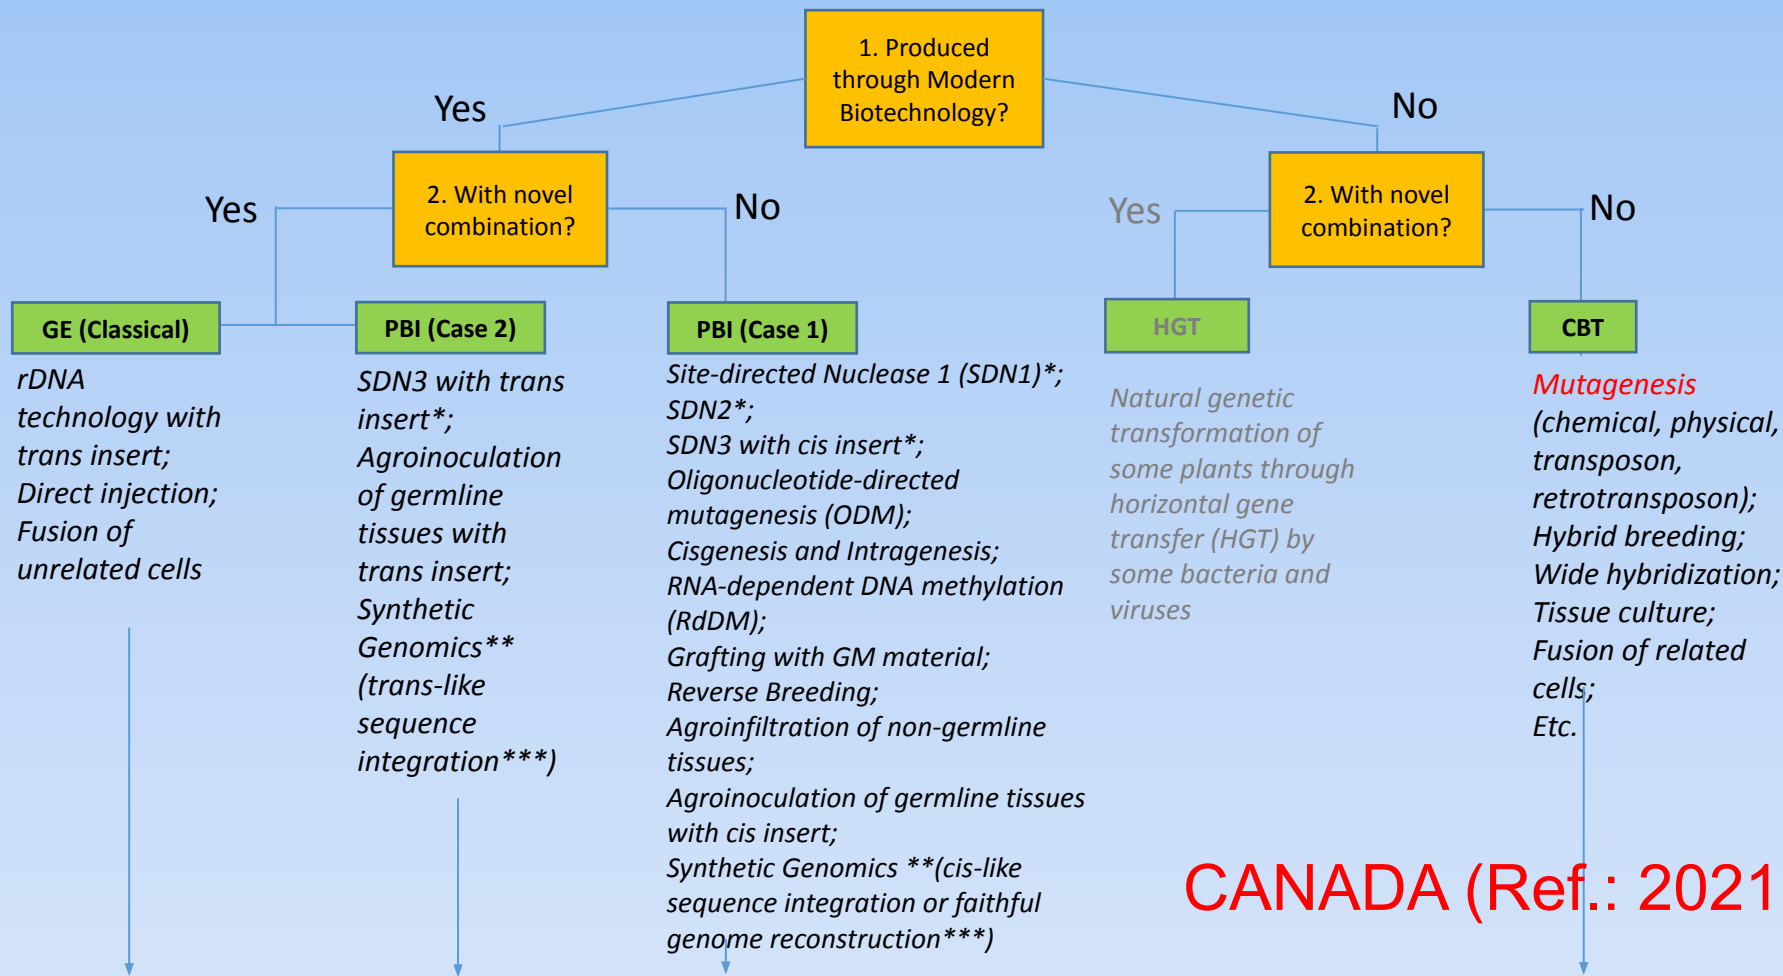 1. Produced
through Modern
Biotechnology?
Yes
No
2. With novel
combination?
2. With novel
combination?
Yes
No
Yes
No
GE (Classical)
rDNA
technology with
trans insert;
Direct injection;
Fusion of
unrelated cells
PBI (Case 2)
SDN3 with trans
insert*;
Agroinoculation
of germline
tissues with
trans insert;
Synthetic
Genomics**
(trans-like
sequence
integration***)
PBI (Case 1)
Site-directed Nuclease 1 (SDN1)*;
SDN2*;
SDN3 with cis insert*;
Oligonucleotide-directed
mutagenesis (ODM);
Cisgenesis and Intragenesis;
RNA-dependent DNA methylation
(RdDM);
Grafting with GM material;
Reverse Breeding;
Agroinfiltration of non-germline
tissues;
Agroinoculation of germline tissues
with cis insert;
Synthetic Genomics **(cis-like
sequence integration or faithful
genome reconstruction***)
HGT
Natural genetic
transformation of
some plants through
horizontal gene
transfer (HGT) by
some bacteria and
viruses
CBT
Mutagenesis
(chemical, physical,
transposon,
retrotransposon);
Hybrid breeding;
Wide hybridization;
Tissue culture;
Fusion of related
cells;
Etc.
CANADA (Ref.: 2021